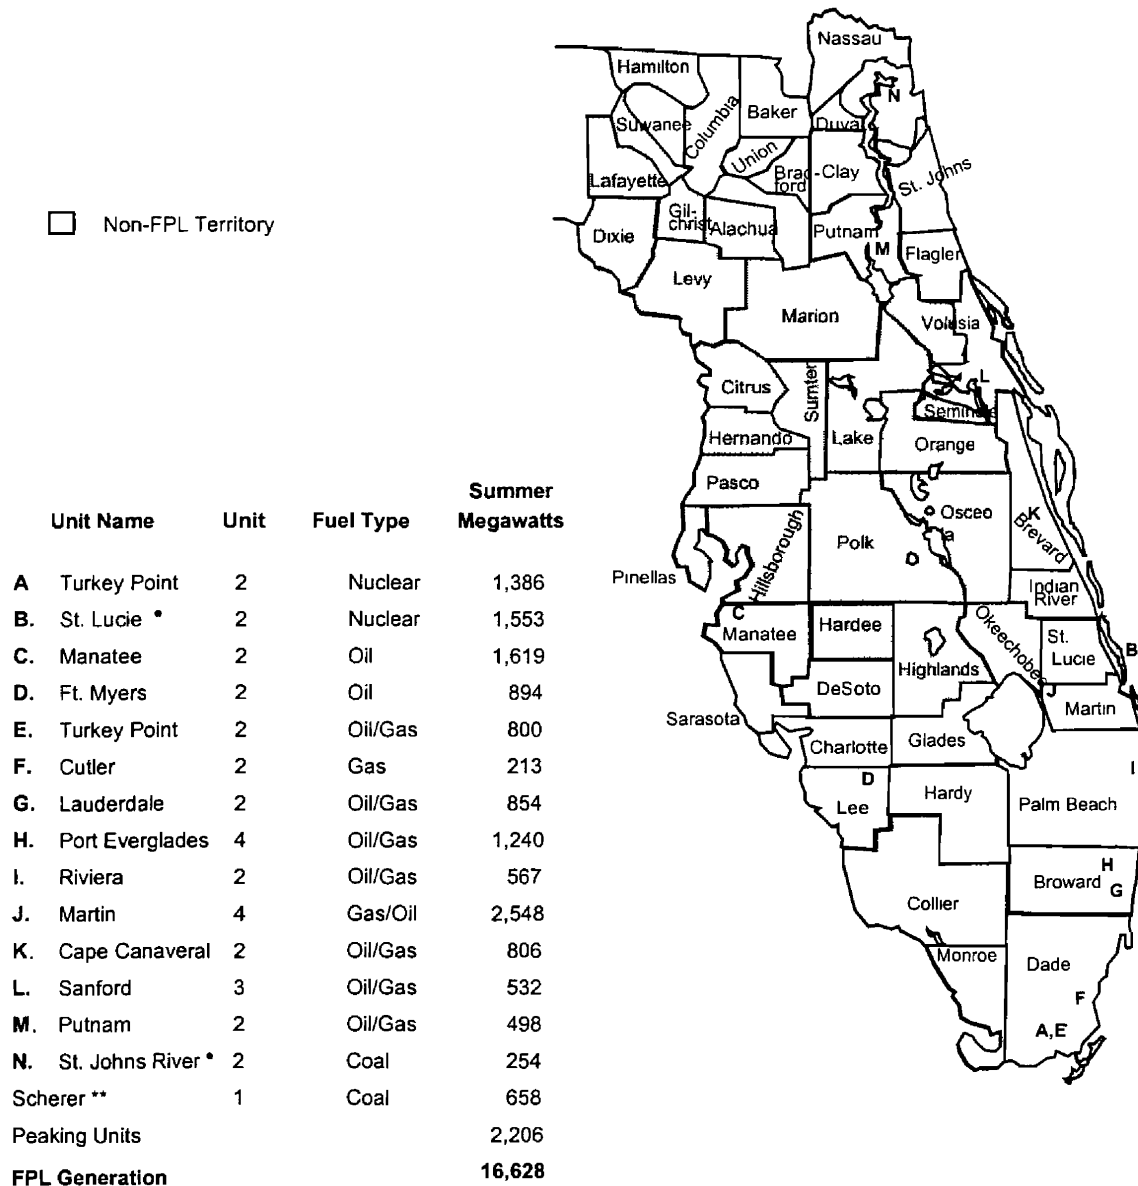 Nassau
Hamilton
N
Columbia
Baker
Suwanee
Duval
Union
Brad-
ford
Clay
St. Johns
Lafayette
Gil-
christ
Alachua
Putnam
Dixie
M
Flagler
Non-FPL Territory
Levy
Marion
Volusia
L
Citrus
Sumter
Seminole
Hernando
Lake
Orange
Pasco
K
Osceo
la
Brevard
Polk
Hillsborough
Pinellas
Indian
River
C
Manatee
Hardee
Okeechobee
St.
Lucie
B
Highlands
DeSoto
J
Martin
Sarasota
Charlotte
Glades
I
D
Lee
Hardy
Palm Beach
H
Broward
G
Collier
Monroe
Dade
F
A,E
Unit Name Unit Fuel Type Summer Megawatts
A Turkey Point 2 Nuclear 1,386
B. St. Lucie * 2 Nuclear 1,553
C. Manatee 2 Oil 1,619
D. Ft. Myers 2 Oil 894
E. Turkey Point 2 Oil/Gas 800
F. Cutler 2 Gas 213
G. Lauderdale 2 Oil/Gas 854
H. Port Everglades 4 Oil/Gas 1,240
I. Riviera 2 Oil/Gas 567
J. Martin 4 Gas/Oil 2,548
K. Cape Canaveral 2 Oil/Gas 806
L. Sanford 3 Oil/Gas 532
M. Putnam 2 Oil/Gas 498
N. St. Johns River * 2 Coal 254
Scherer ** 1 Coal 658
Peaking Units 2,206
FPL Generation 16,628